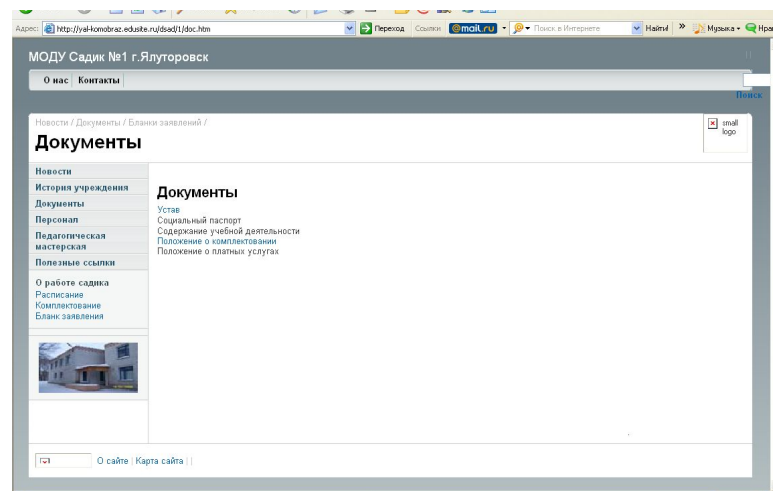 Адрес: http://yal-komobraz.edusite.ru/dsad/1/doc.htm Переход Ссылки @mail.ru Поиск в Интернете Найти! » Музыка
МОДУ Садик №1 г.Ялуторовск
О нас Контакты
Поиск
Новости / Документы / Бланки заявлений /
Документы
small
logo
Новости
История учреждения
Документы
Персонал
Педагогическая
мастерская
Полезные ссылки
О работе садика
Расписание
Комплектование
Бланк заявления
Документы
Устав
Социальный паспорт
Содержание учебной деятельности
Положение о комплектовании
Положение о платных услугах
О сайте | Карта сайта | |